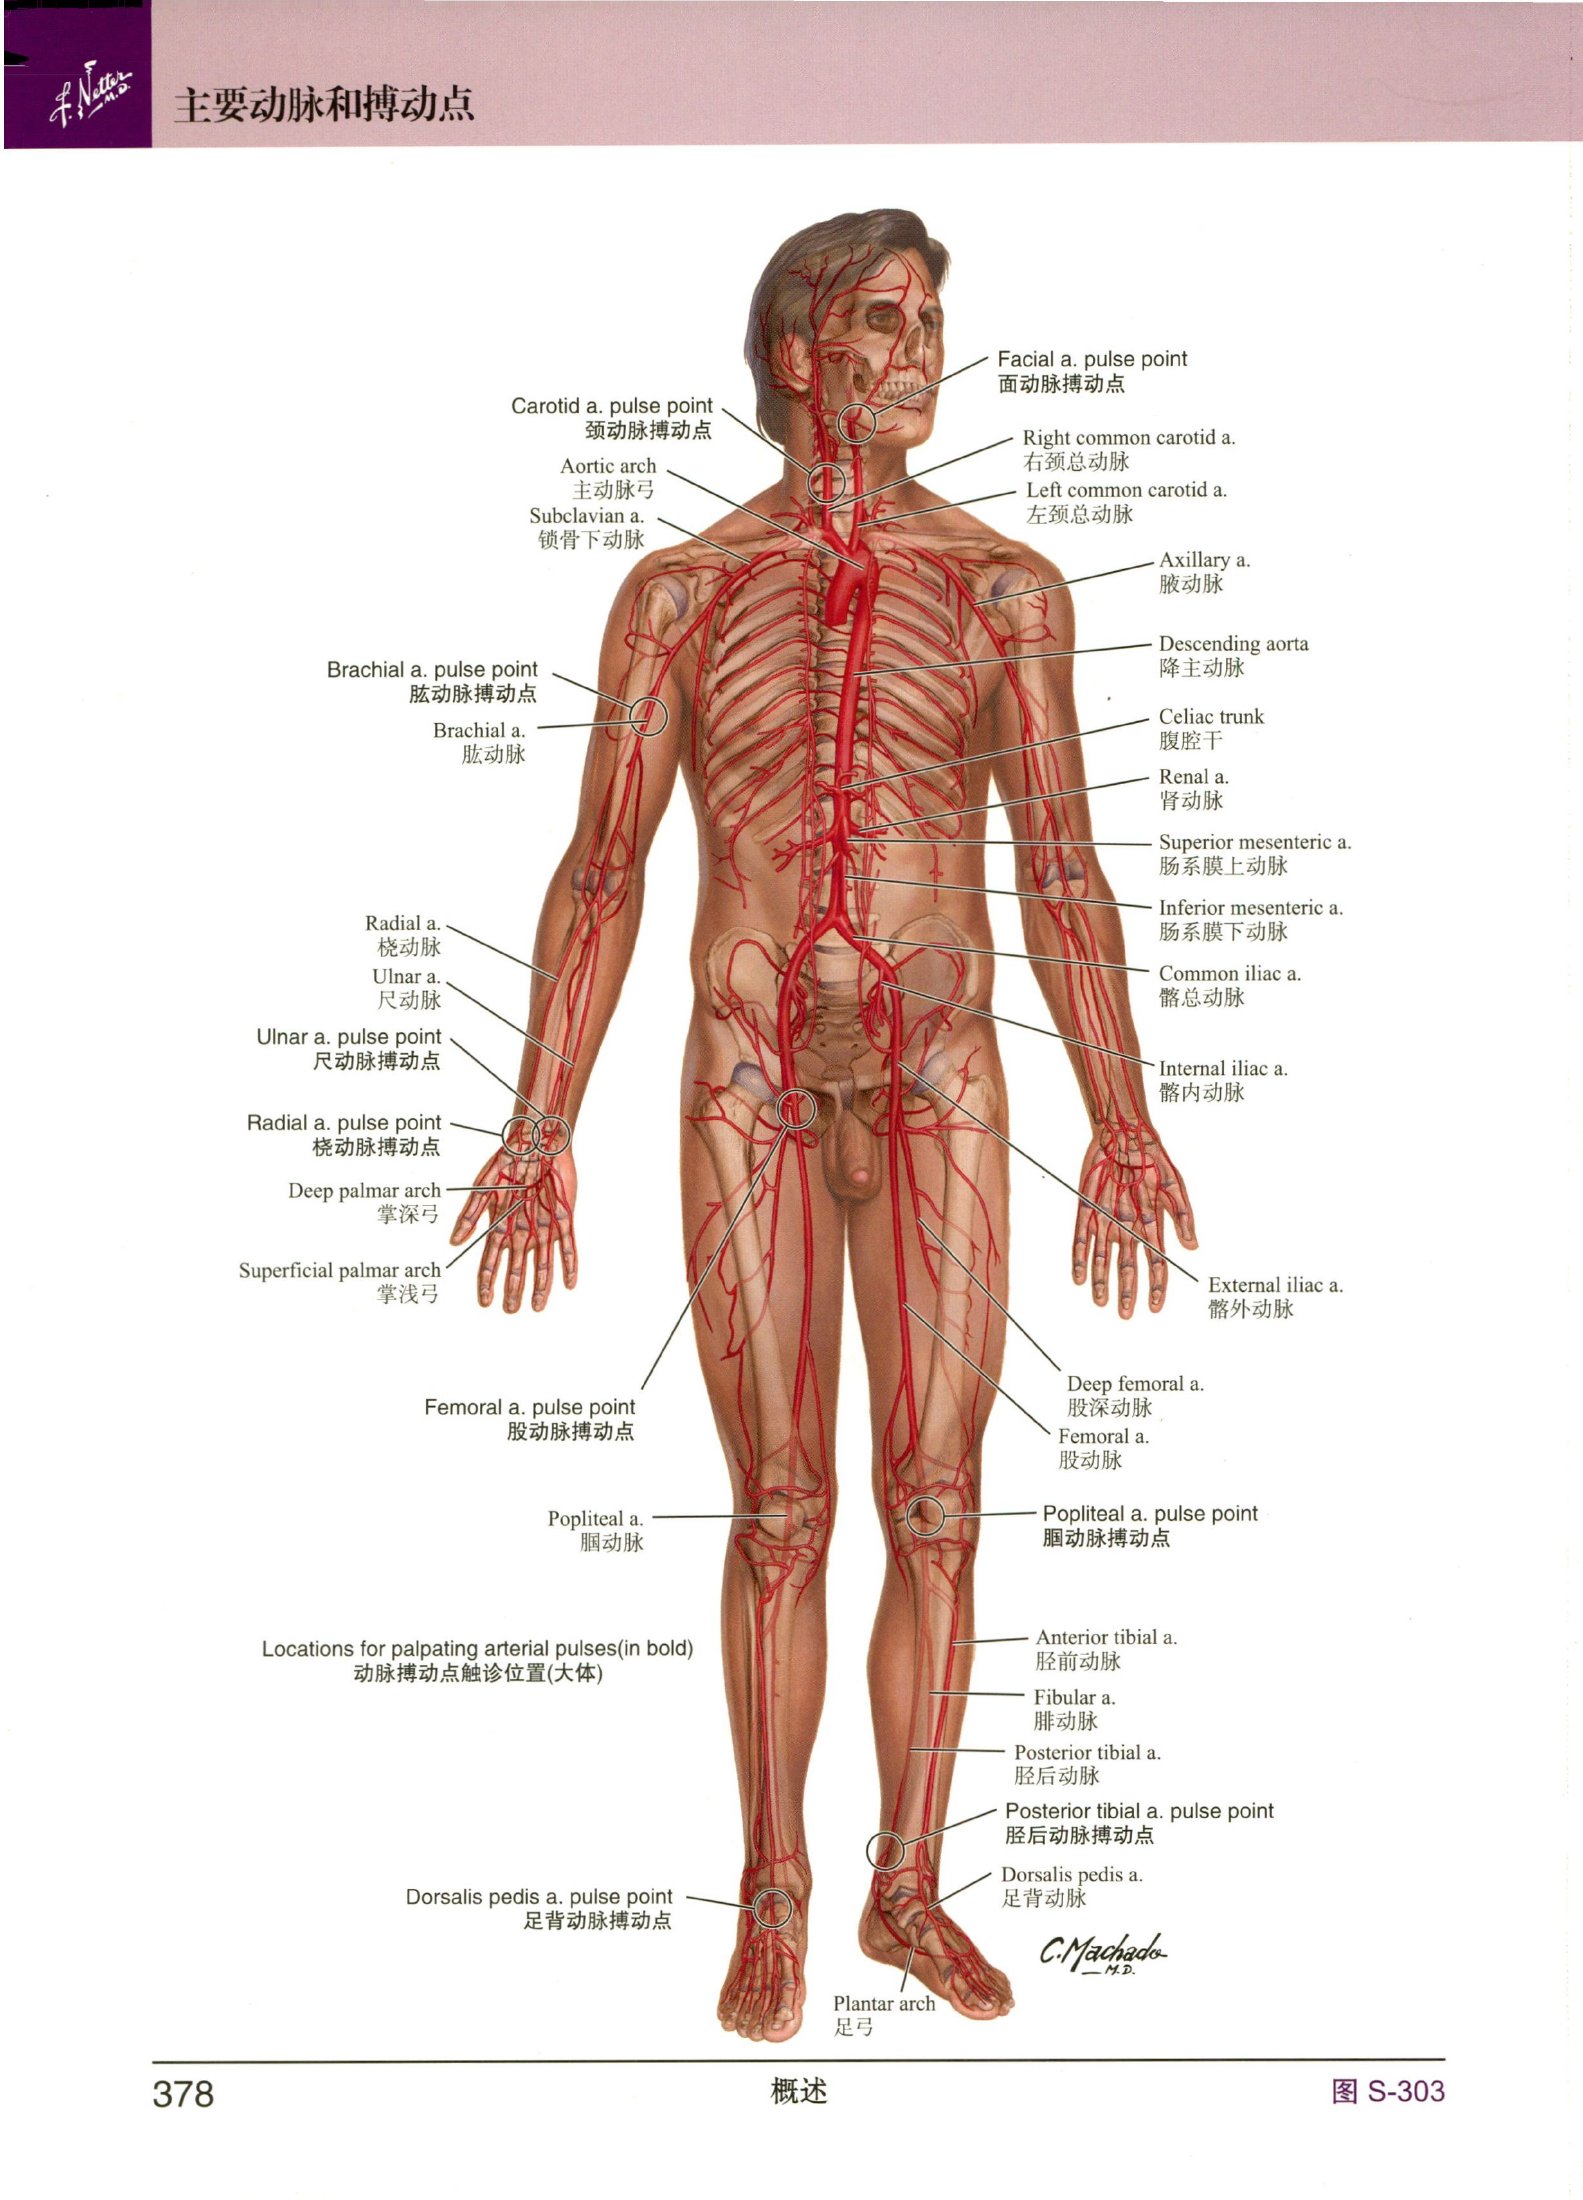 F. Netter
M.D.
主要动脉和搏动点
Facial a. pulse point
面动脉搏动点
Carotid a. pulse point
颈动脉搏动点
Right common carotid a.
右颈总动脉
Aortic arch
主动脉弓
Left common carotid a.
左颈总动脉
Subclavian a.
锁骨下动脉
Axillary a.
腋动脉
Descending aorta
降主动脉
Brachial a. pulse point
肱动脉搏动点
Celiac trunk
腹腔干
Brachial a.
肱动脉
Renal a.
肾动脉
Superior mesenteric a.
肠系膜上动脉
Inferior mesenteric a.
肠系膜下动脉
Radial a.
桡动脉
Common iliac a.
髂总动脉
Ulnar a.
尺动脉
Ulnar a. pulse point
尺动脉搏动点
Internal iliac a.
髂内动脉
Radial a. pulse point
桡动脉搏动点
Deep palmar arch
掌深弓
Superficial palmar arch
掌浅弓
External iliac a.
髂外动脉
Deep femoral a.
股深动脉
Femoral a. pulse point
股动脉搏动点
Femoral a.
股动脉
Popliteal a.
腘动脉
Popliteal a. pulse point
腘动脉搏动点
Locations for palpating arterial pulses(in bold)
动脉搏动点触诊位置(大体)
Anterior tibial a.
胫前动脉
Fibular a.
腓动脉
Posterior tibial a.
胫后动脉
Posterior tibial a. pulse point
胫后动脉搏动点
Dorsalis pedis a.
足背动脉
Dorsalis pedis a. pulse point
足背动脉搏动点
C.Machado
M.D.
Plantar arch
足弓
378
概述
图 S-303